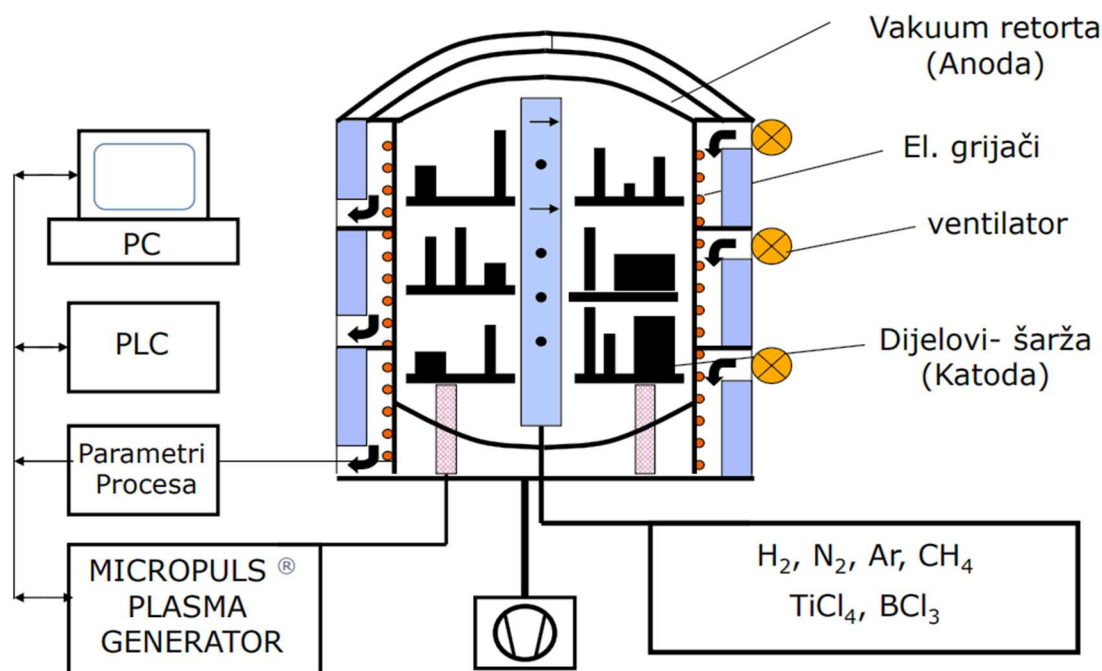 Vakuum retorta
(Anoda)
El. grijači
ventilator
Dijelovi- šarža
(Katoda)
PC
PLC
Parametri
Procesa
MICROPULS ®
PLASMA
GENERATOR
H₂, N₂, Ar, CH₄
TiCl₄, BCl₃